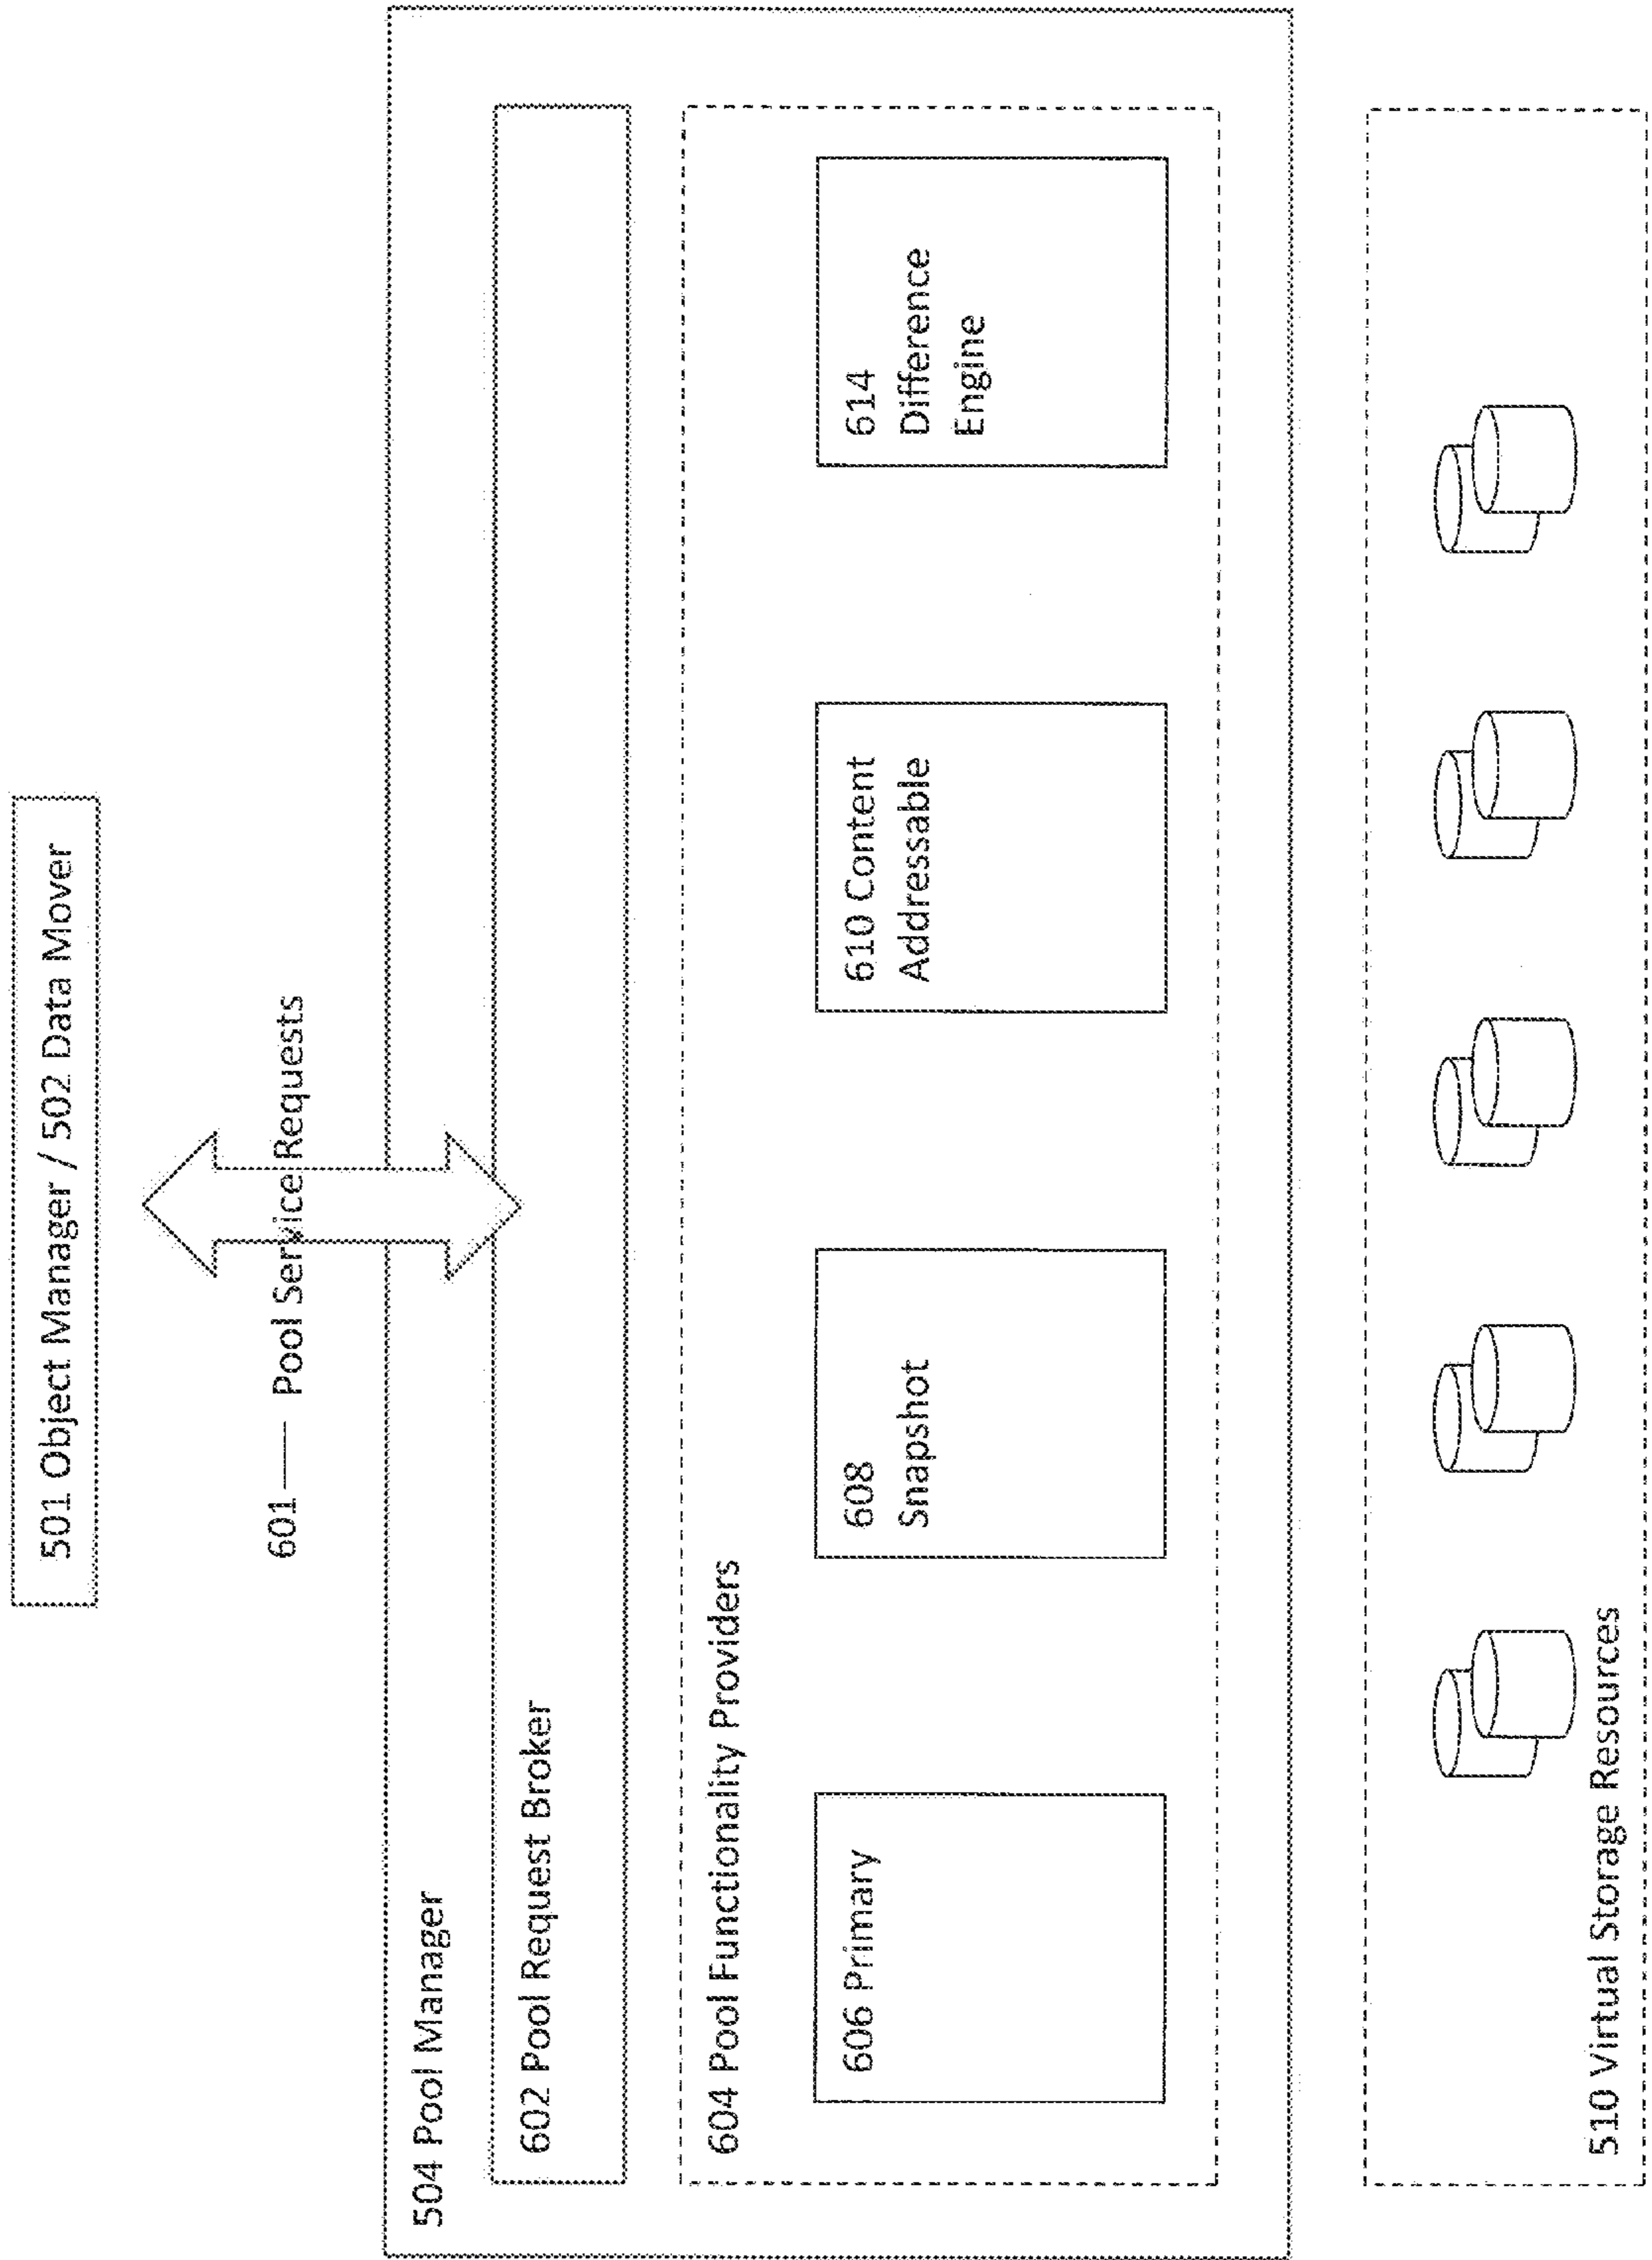 501 Object Manager / 502 Data Mover
601 — Pool Service Requests
504 Pool Manager
602 Pool Request Broker
604 Pool Functionality Providers
606 Primary
608
Snapshot
610 Content
Addressable
614
Difference
Engine
510 Virtual Storage Resources